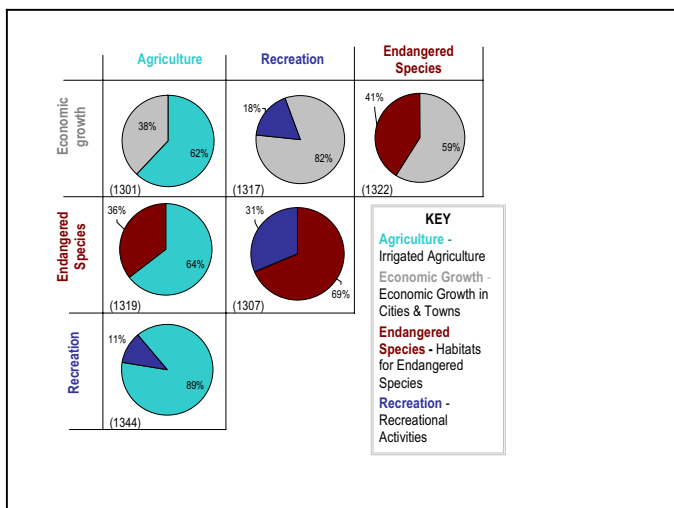 Agriculture
Recreation
Endangered
Species
Economic
growth
38%
62%
(1301)
18%
82%
(1317)
41%
59%
(1322)
Endangered
Species
36%
64%
(1319)
31%
69%
(1307)
Recreation
11%
89%
(1344)
KEY
Agriculture -
Irrigated Agriculture
Economic Growth -
Economic Growth in
Cities & Towns
Endangered
Species - Habitats
for Endangered
Species
Recreation -
Recreational
Activities